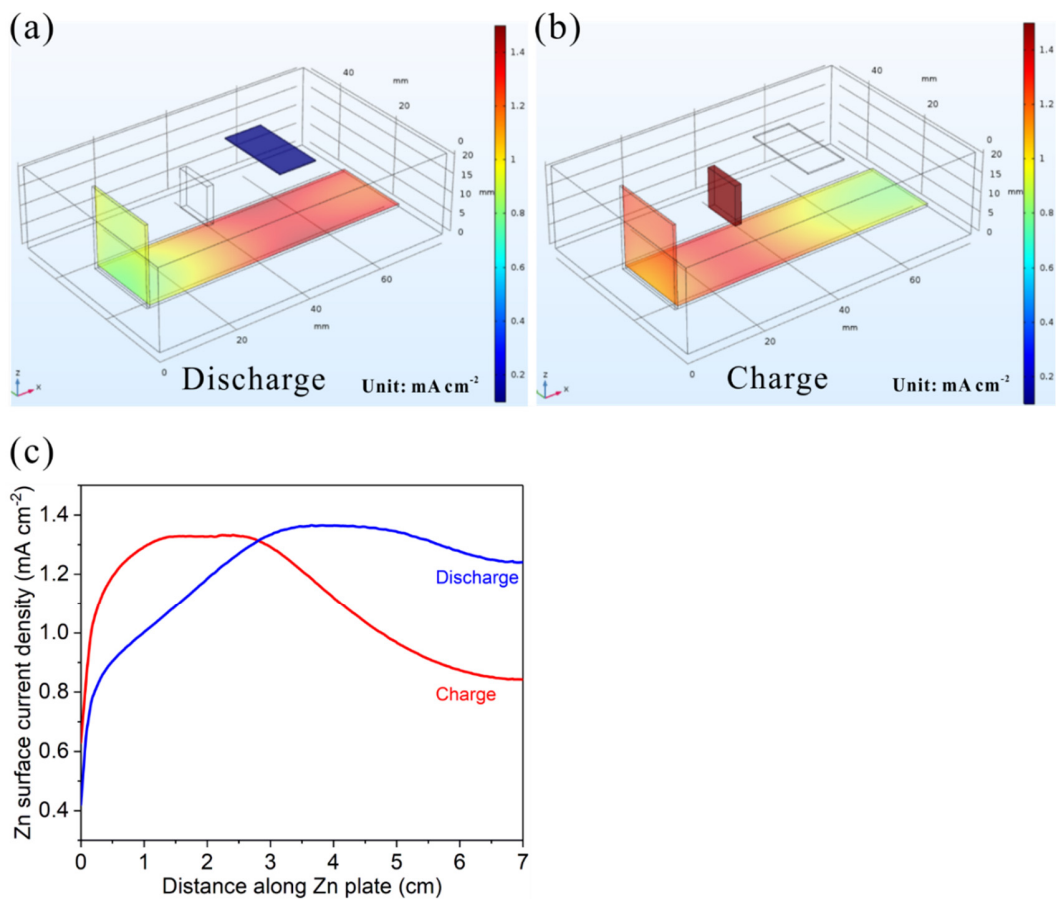 (a)
(b)
40
mm
20
0
20
15
mm
10
5
0
60
40
mm
20
0
z
x
1.4
1.2
1
0.8
0.6
0.4
0.2
Discharge
Unit: mA cm-2
40
mm
20
0
20
15
mm
10
5
0
60
40
mm
20
0
z
x
1.4
1.2
1
0.8
0.6
0.4
0.2
Charge
Unit: mA cm-2
(c)
Zn surface current density (mA cm-2)
1.4
1.2
1.0
0.8
0.6
0.4
Discharge
Charge
0 1 2 3 4 5 6 7
Distance along Zn plate (cm)